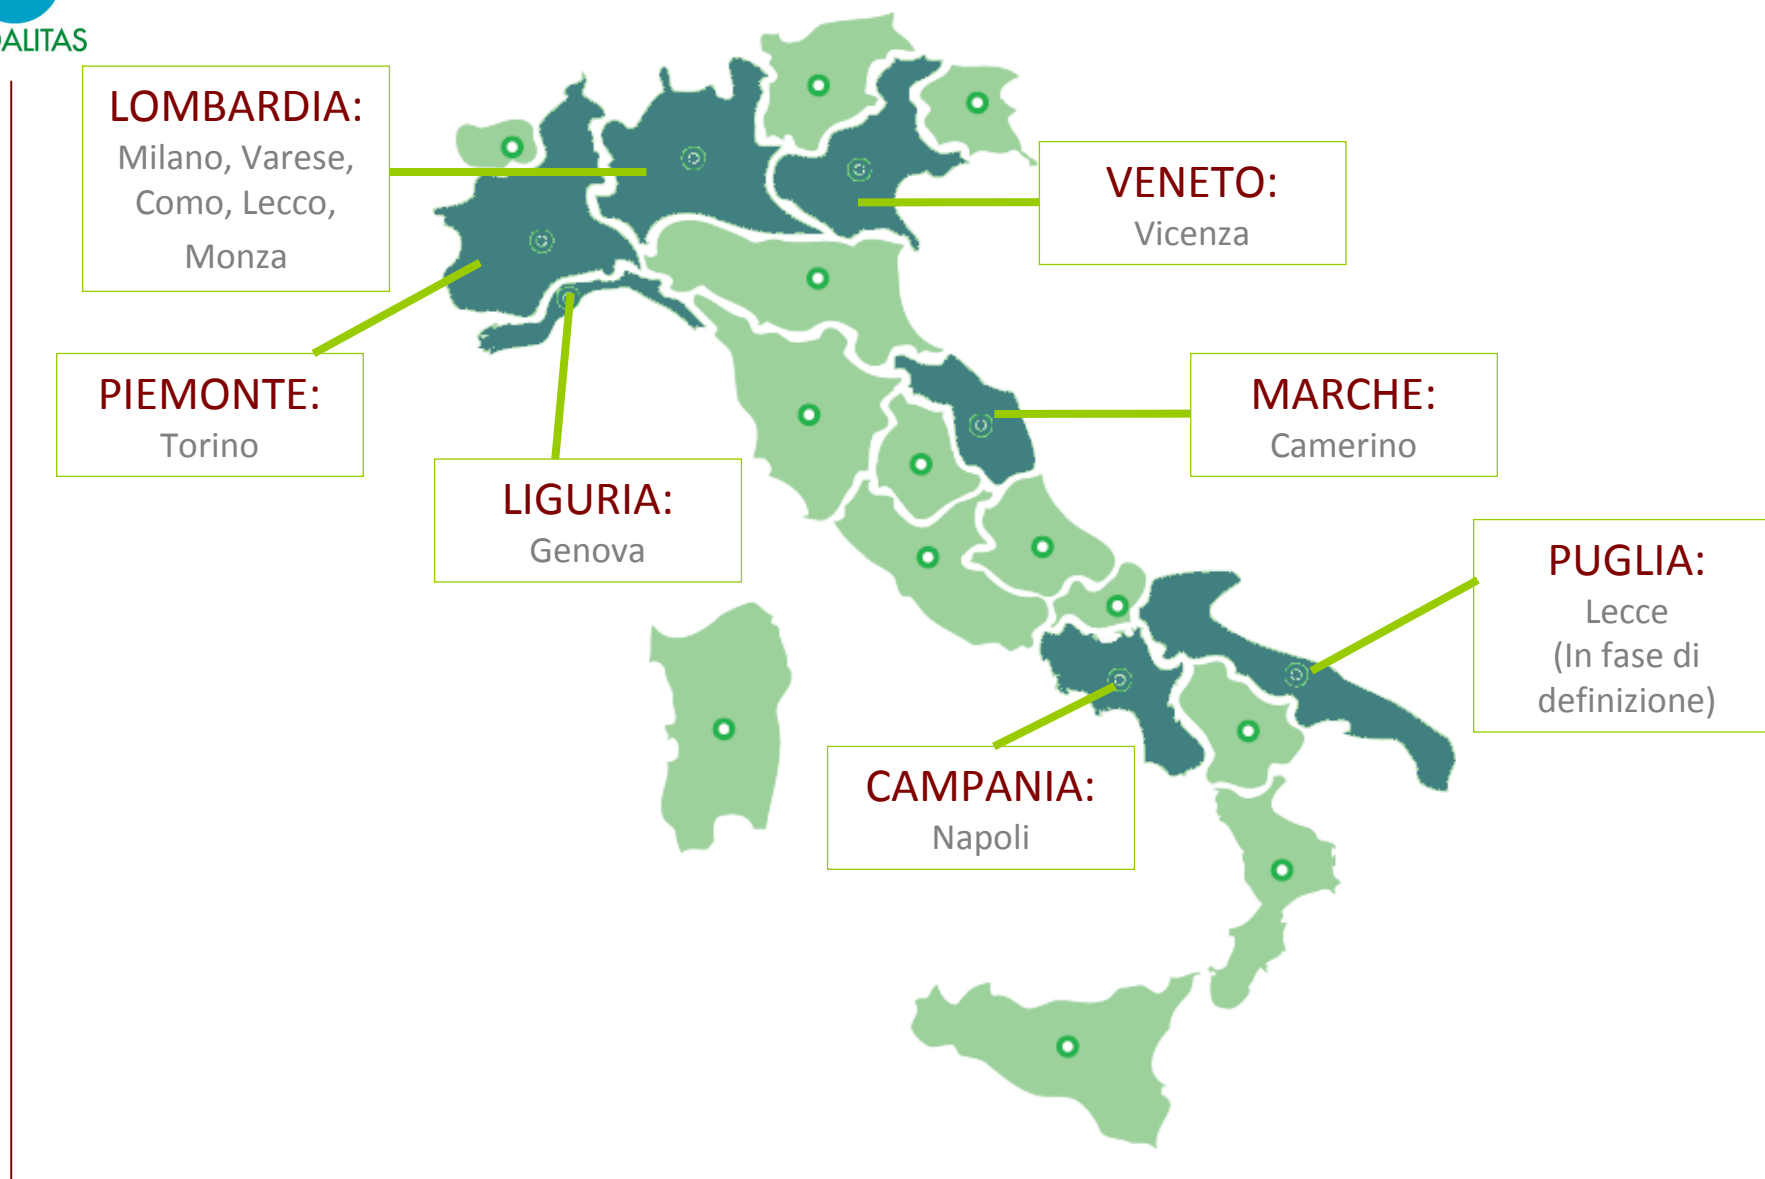 DALITAS
LOMBARDIA:
Milano, Varese,
Como, Lecco,
Monza
VENETO:
Vicenza
PIEMONTE:
Torino
MARCHE:
Camerino
LIGURIA:
Genova
PUGLIA:
Lecce
(In fase di
definizione)
CAMPANIA:
Napoli